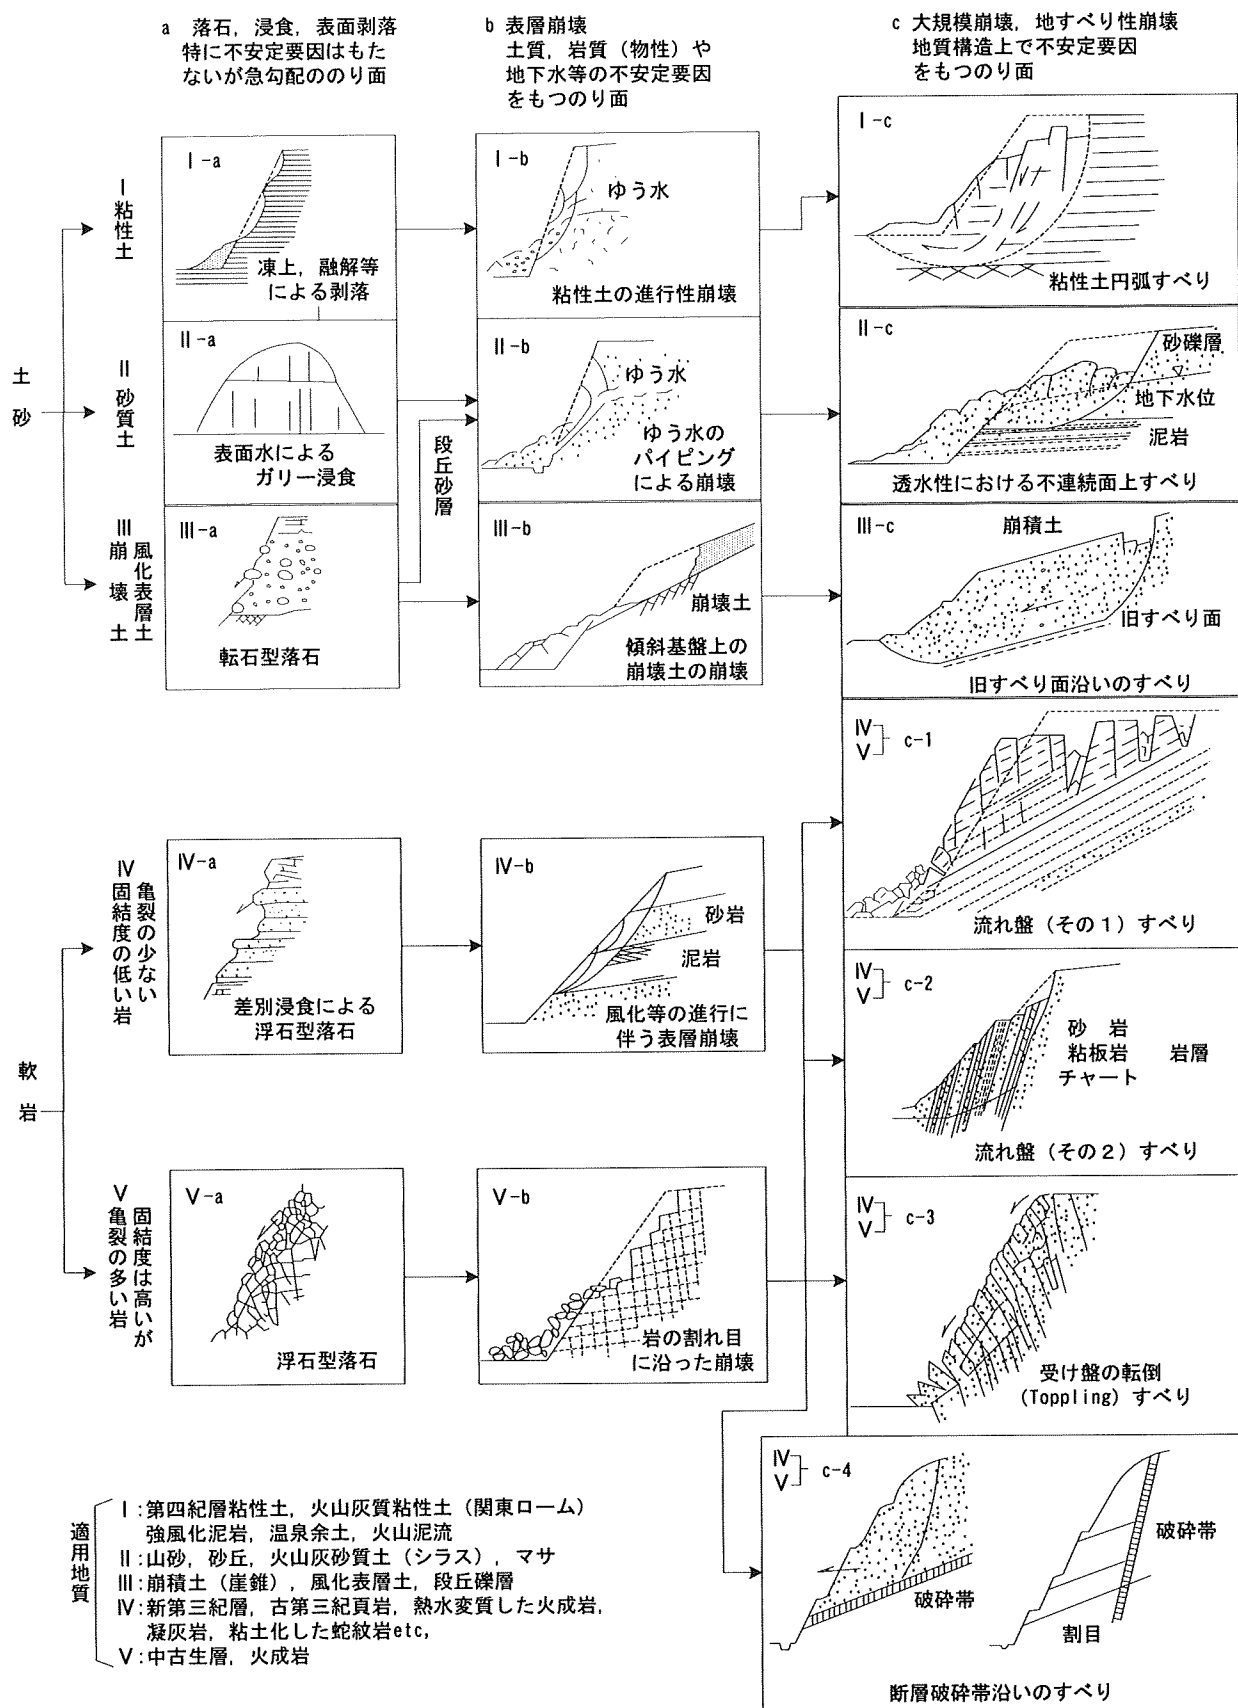 a 落石，浸食，表面剥落
特に不安定要因はもた
ないが急勾配ののり面
b 表層崩壊
土質，岩質（物性）や
地下水等の不安定要因
をもつのり面
c 大規模崩壊，地すべり性崩壊
地質構造上で不安定要因
をもつのり面
土砂
Ⅰ粘性土
Ⅰ-a
凍上，融解等
による剥落
Ⅰ-b
ゆう水
粘性土の進行性崩壊
Ⅰ-c
粘性土円弧すべり
Ⅱ砂質土
Ⅱ-a
表面水による
ガリー浸食
Ⅱ-b
ゆう水
ゆう水の
パイピング
による崩壊
段丘砂層
Ⅱ-c
砂礫層
地下水位
泥岩
透水性における不連続面上すべり
Ⅲ
風化表層土
崩壊土
Ⅲ-a
転石型落石
Ⅲ-b
崩壊土
傾斜基盤上の
崩壊土の崩壊
Ⅲ-c
崩積土
旧すべり面
旧すべり面沿いのすべり
Ⅳ
Ⅴ
c-1
流れ盤（その１）すべり
軟岩
Ⅳ
亀裂の少ない
固結度の低い岩
Ⅳ-a
差別浸食による
浮石型落石
Ⅳ-b
砂岩
泥岩
風化等の進行に
伴う表層崩壊
Ⅳ
Ⅴ
c-2
砂　岩
粘板岩　岩層
チャート
流れ盤（その２）すべり
Ⅴ
固結度は高いが
亀裂の多い岩
Ⅴ-a
浮石型落石
Ⅴ-b
岩の割れ目
に沿った崩壊
Ⅳ
Ⅴ
c-3
受け盤の転倒
(Toppling) すべり
Ⅳ
Ⅴ
c-4
破砕帯
破砕帯
割目
断層破砕帯沿いのすべり
適用地質
Ⅰ：第四紀層粘性土，火山灰質粘性土（関東ローム）
強風化泥岩，温泉余土，火山泥流
Ⅱ：山砂，砂丘，火山灰砂質土（シラス），マサ
Ⅲ：崩積土（崖錐），風化表層土，段丘礫層
Ⅳ：新第三紀層，古第三紀頁岩，熱水変質した火成岩，
凝灰岩，粘土化した蛇紋岩etc,
Ⅴ：中古生層，火成岩